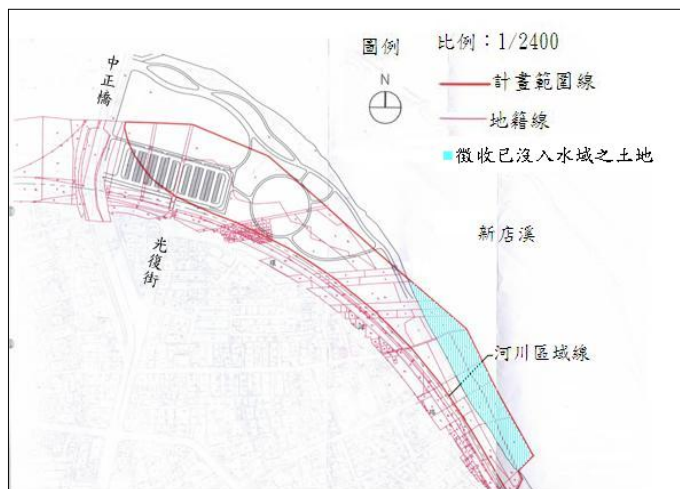 圖例
比例：1/2400
N
計畫範圍線
地籍線
徵收已沒入水域之土地
中正橋
光復街
新店溪
河川區域線